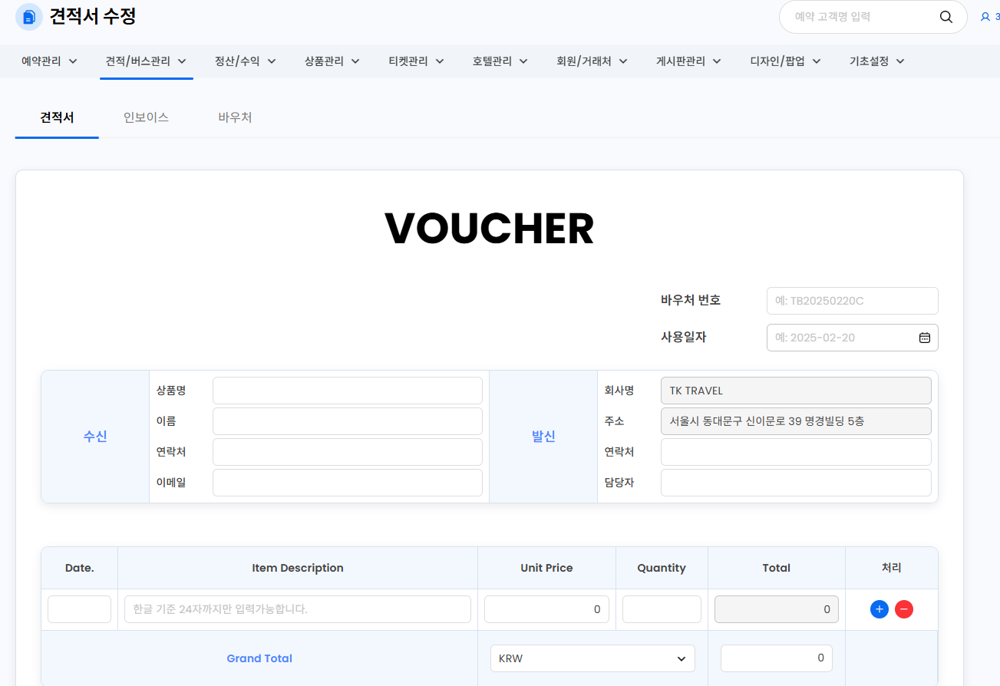 견적서 수정
예약 고객명 입력
3
예약관리 견적/버스관리 정산/수익 상품관리 티켓관리 호텔관리 회원/거래처 게시판관리 디자인/팝업 기초설정
견적서 인보이스 바우처
VOUCHER
바우처 번호 예: TB20250220C
사용일자 예: 2025-02-20
수신
상품명
이름
연락처
이메일
발신
회사명 TK TRAVEL
주소 서울시 동대문구 신이문로 39 명경빌딩 5층
연락처
담당자
Date. Item Description Unit Price Quantity Total 처리
한글 기준 24자까지만 입력가능합니다. 0 0
Grand Total KRW 0